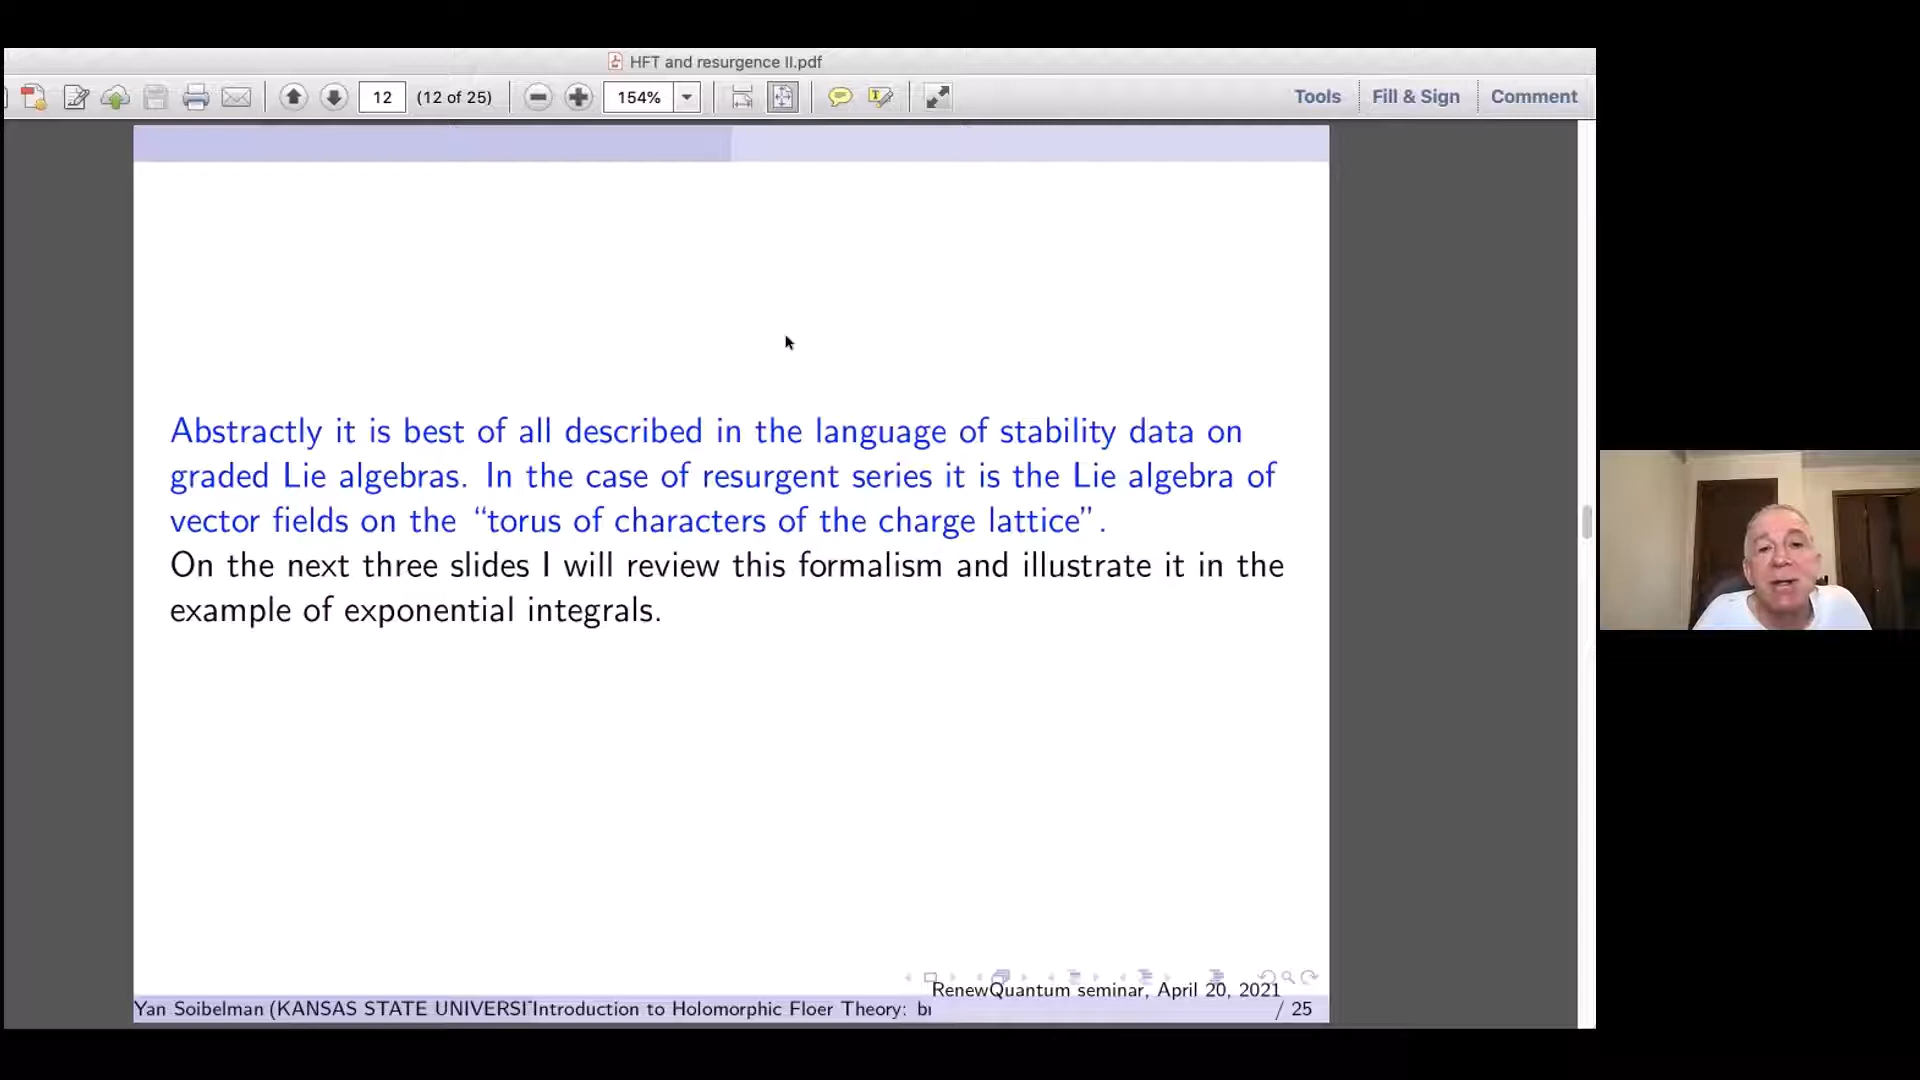 HFT and resurgence II.pdf
12 (12 of 25) 154% Tools Fill & Sign Comment
Abstractly it is best of all described in the language of stability data on
graded Lie algebras. In the case of resurgent series it is the Lie algebra of
vector fields on the “torus of characters of the charge lattice”.
On the next three slides I will review this formalism and illustrate it in the
example of exponential integrals.
RenewQuantum seminar, April 20, 2021
Yan Soibelman (KANSAS STATE UNIVERSI Introduction to Holomorphic Floer Theory: / 25